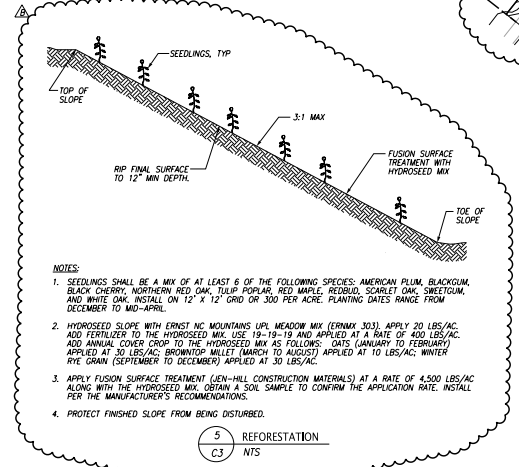 B
SEEDLINGS, TYP
TOP OF
SLOPE
3:1 MAX
RIP FINAL SURFACE
TO 12" MIN DEPTH.
FUSION SURFACE
TREATMENT WITH
HYDROSEED MIX
TOE OF
SLOPE
NOTES:
1. SEEDLINGS SHALL BE A MIX OF AT LEAST 6 OF THE FOLLOWING SPECIES: AMERICAN PLUM, BLACKGUM,
BLACK CHERRY, NORTHERN RED OAK, TULIP POPLAR, RED MAPLE, REDBUD, SCARLET OAK, SWEETGUM,
AND WHITE OAK. INSTALL ON 12' X 12' GRID OR 300 PER ACRE. PLANTING DATES RANGE FROM
DECEMBER TO MID-APRIL.
2. HYDROSEED SLOPE WITH ERNST NC MOUNTAINS UPL MEADOW MIX (ERNMX 303). APPLY 20 LBS/AC.
ADD FERTILIZER TO THE HYDROSEED MIX. USE 19-19-19 AND APPLIED AT A RATE OF 400 LBS/AC.
ADD ANNUAL COVER CROP TO THE HYDROSEED MIX AS FOLLOWS: OATS (JANUARY TO FEBRUARY)
APPLIED AT 30 LBS/AC; BROWNTOP MILLET (MARCH TO AUGUST) APPLIED AT 10 LBS/AC; WINTER
RYE GRAIN (SEPTEMBER TO DECEMBER) APPLIED AT 30 LBS/AC.
3. APPLY FUSION SURFACE TREATMENT (JEN-HILL CONSTRUCTION MATERIALS) AT A RATE OF 4,500 LBS/AC
ALONG WITH THE HYDROSEED MIX. OBTAIN A SOIL SAMPLE TO CONFIRM THE APPLICATION RATE. INSTALL
PER THE MANUFACTURER'S RECOMMENDATIONS.
4. PROTECT FINISHED SLOPE FROM BEING DISTURBED.
5 REFORESTATION
C3 NTS